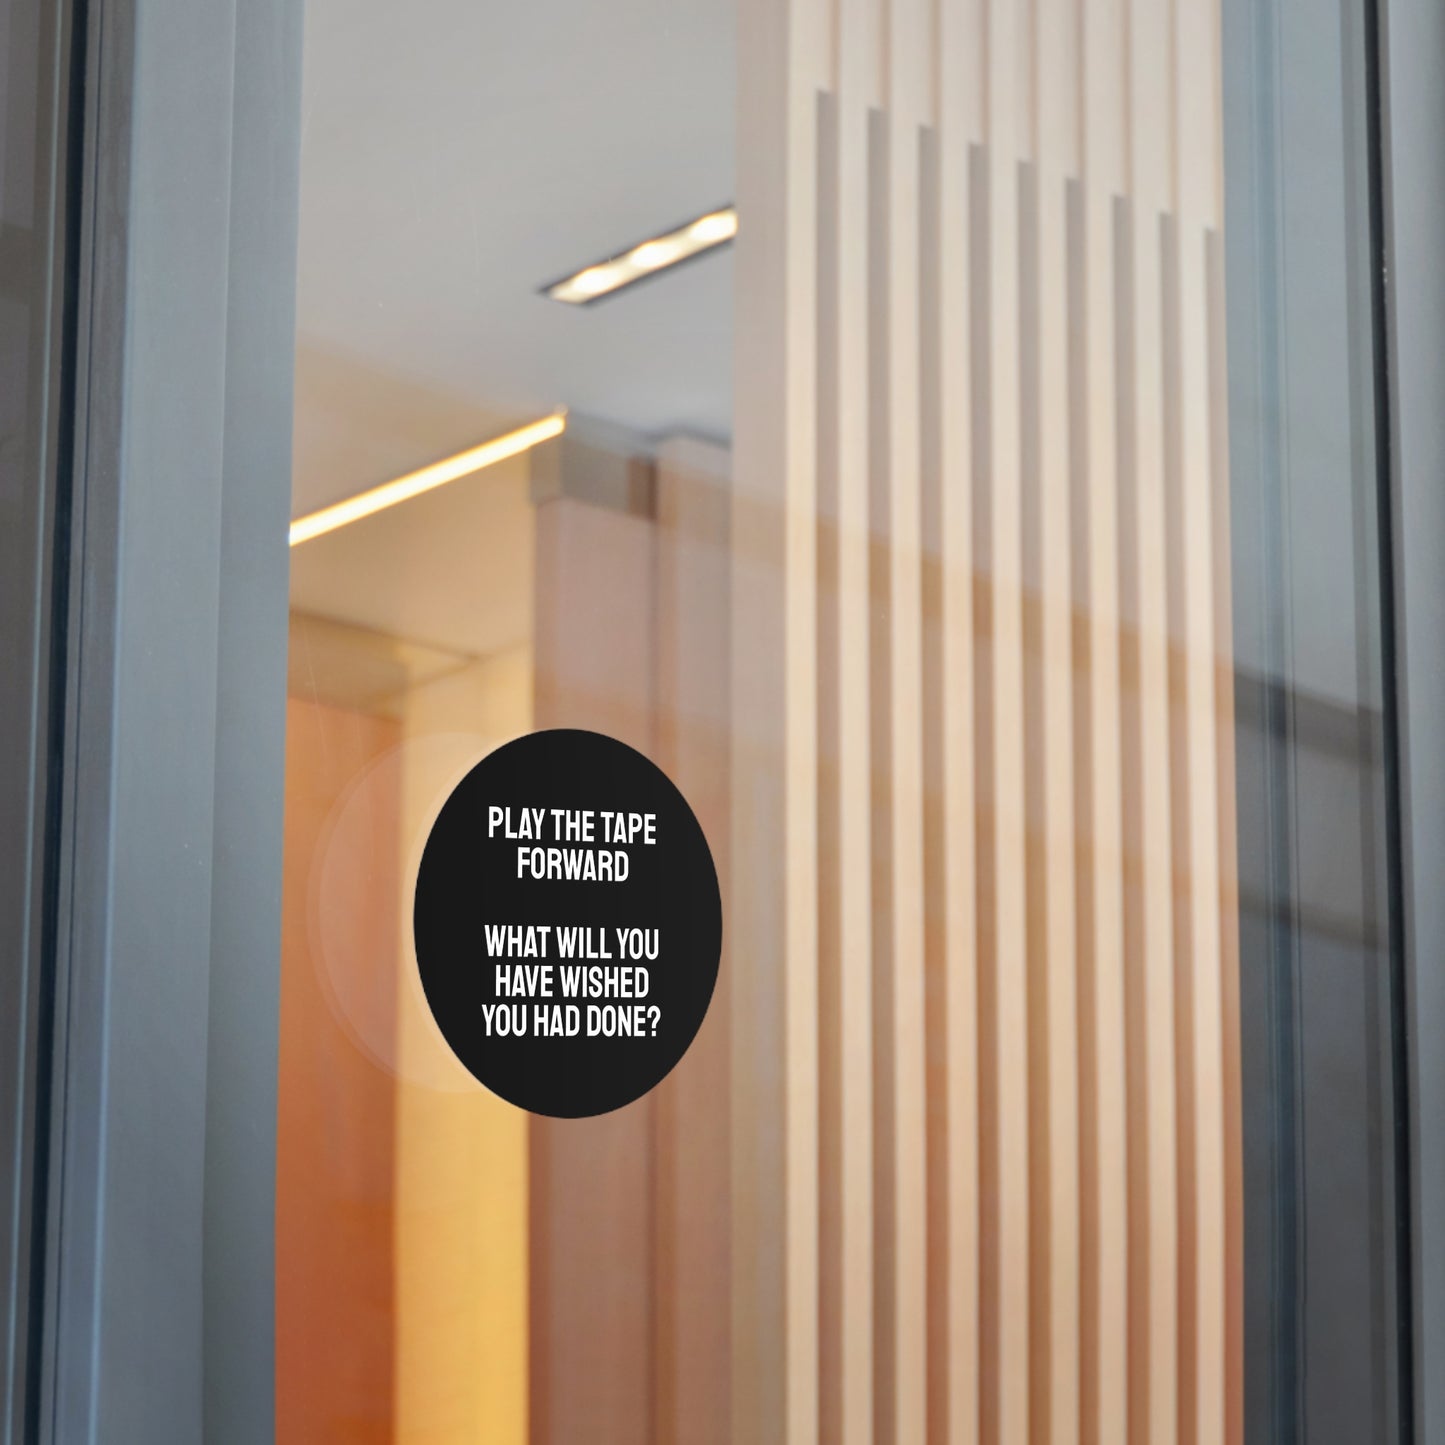 PLAY THE TAPE
FORWARD
WHAT WILL YOU
HAVE WISHED
YOU HAD DONE?